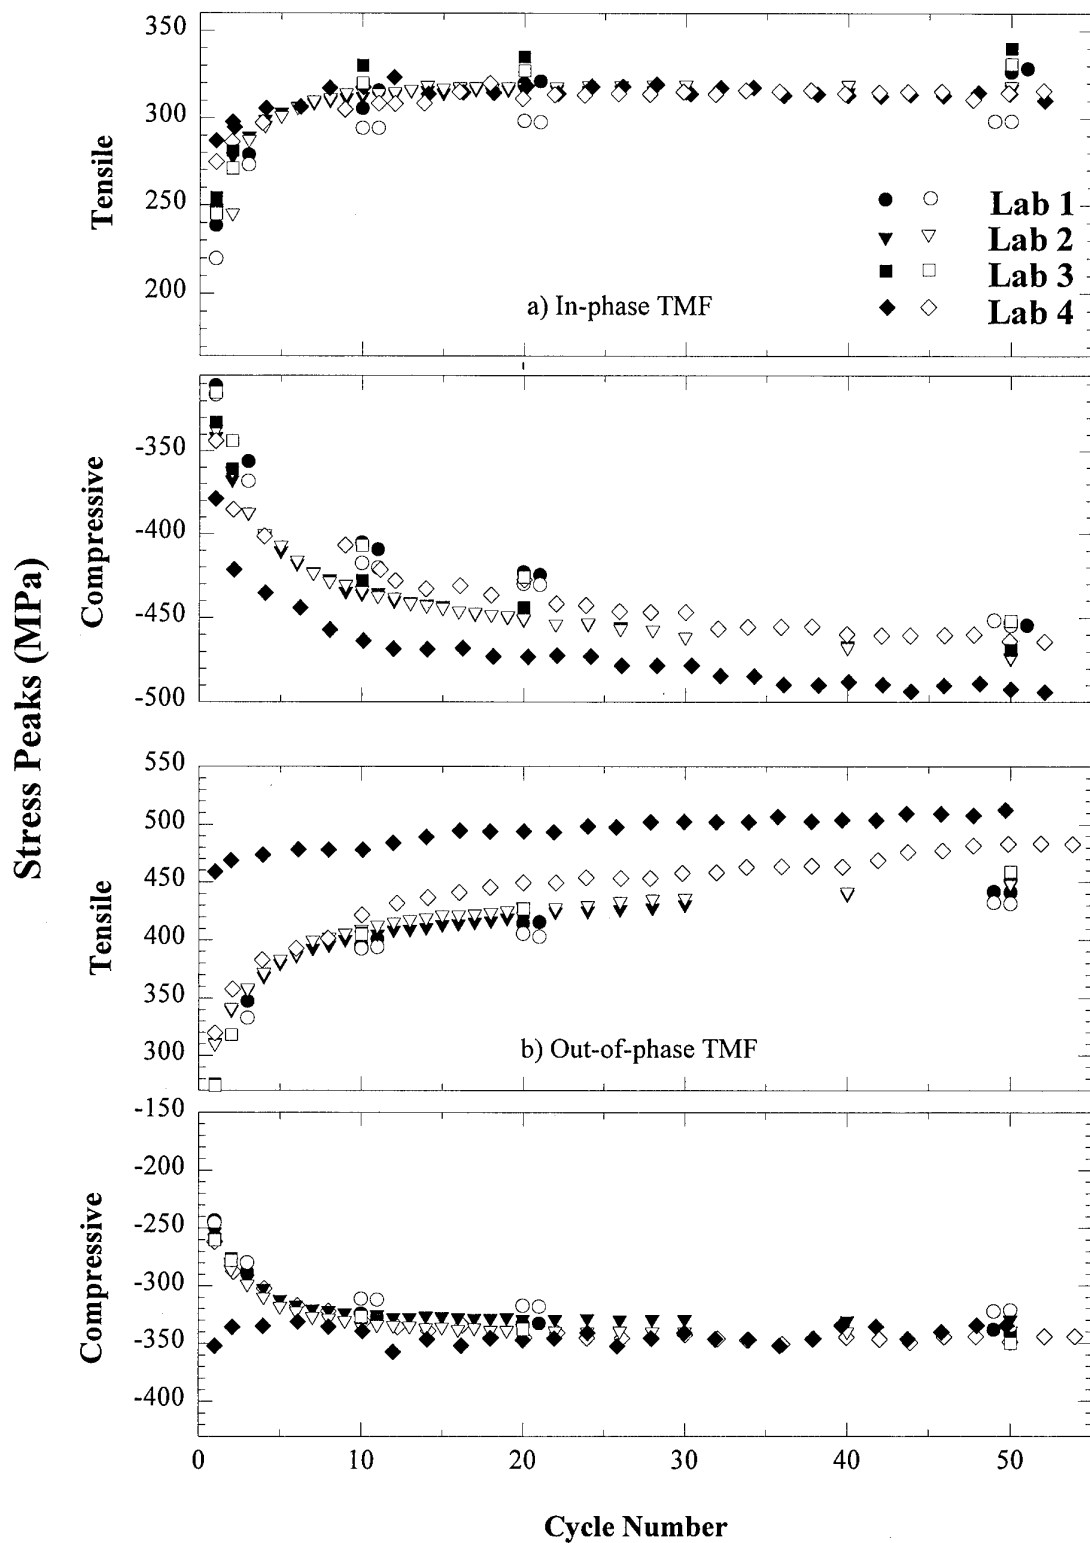 Stress Peaks (MPa)
Tensile
350
300
250
200
Lab 1
Lab 2
Lab 3
Lab 4
a) In-phase TMF
Compressive
-350
-400
-450
-500
Tensile
550
500
450
400
350
300
b) Out-of-phase TMF
Compressive
-150
-200
-250
-300
-350
-400
0
10
20
30
40
50
Cycle Number